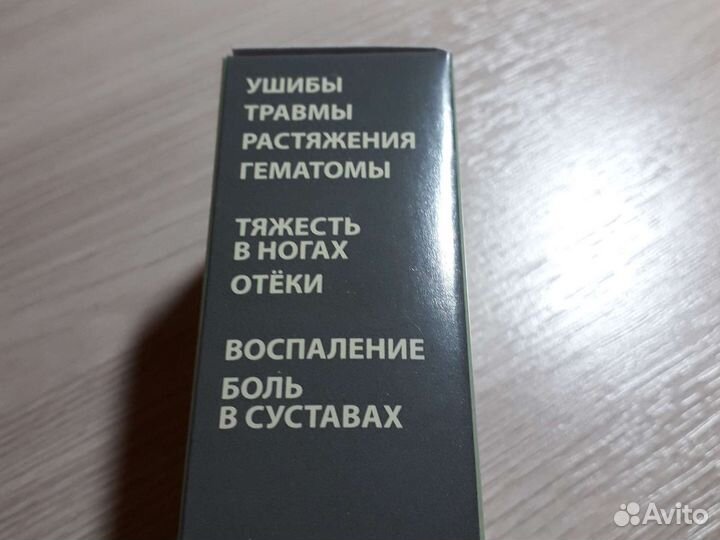 УШИБЫ
ТРАВМЫ
РАСТЯЖЕНИЯ
ГЕМАТОМЫ
ТЯЖЕСТЬ
В НОГАХ
ОТЁКИ
ВОСПАЛЕНИЕ
БОЛЬ
В СУСТАВАХ
Avito